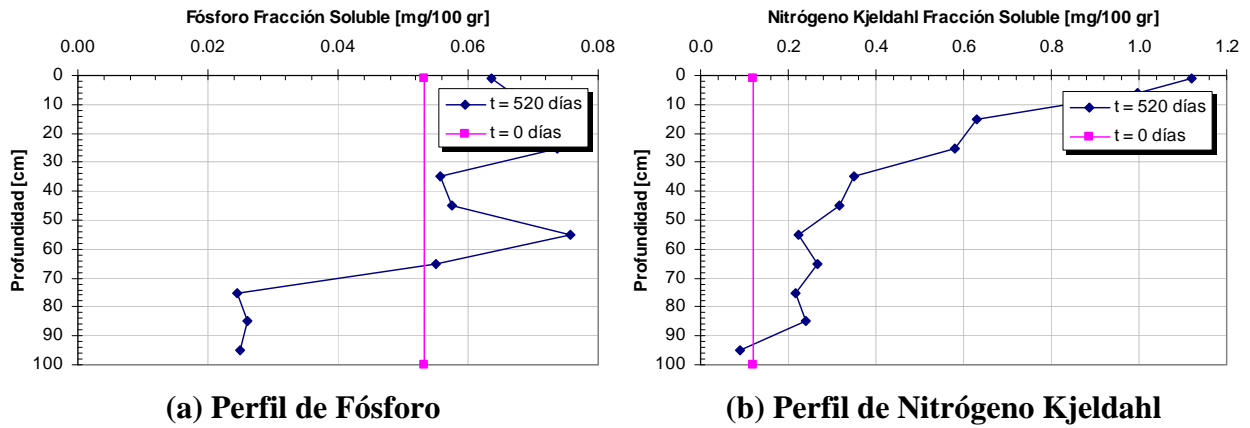 Fósforo Fracción Soluble [mg/100 gr]
0.00 0.02 0.04 0.06 0.08
0
10
20
30
40
50
60
70
80
90
100
Profundidad [cm]
t = 520 días
t = 0 días
(a) Perfil de Fósforo
Nitrógeno Kjeldahl Fracción Soluble [mg/100 gr]
0.0 0.2 0.4 0.6 0.8 1.0 1.2
0
10
20
30
40
50
60
70
80
90
100
Profundidad [cm]
t = 520 días
t = 0 días
(b) Perfil de Nitrógeno Kjeldahl